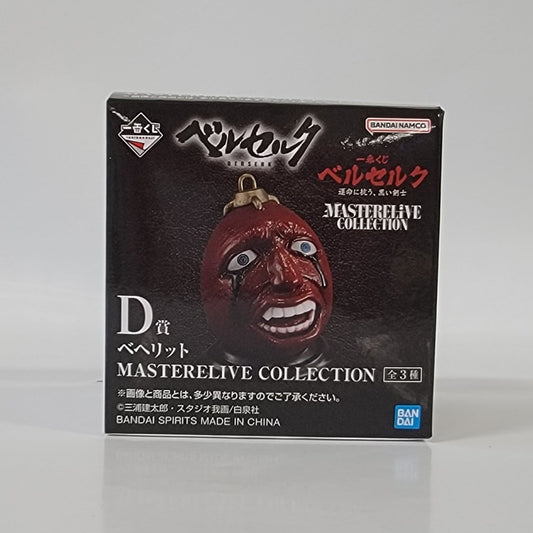 一番くじ
ベルセルク
BERSERK
BANDAI NAMCO
一番くじ
ベルセルク
運命に抗う、黒い剣士
MASTERELIVE
COLLECTION
D賞
ベヘリット
MASTERELIVE COLLECTION 全3種
※画像と商品とは、多少異なりますのでご了承ください。
©三浦建太郎・スタジオ我画/白泉社
BANDAI SPIRITS MADE IN CHINA
BAN
DAI